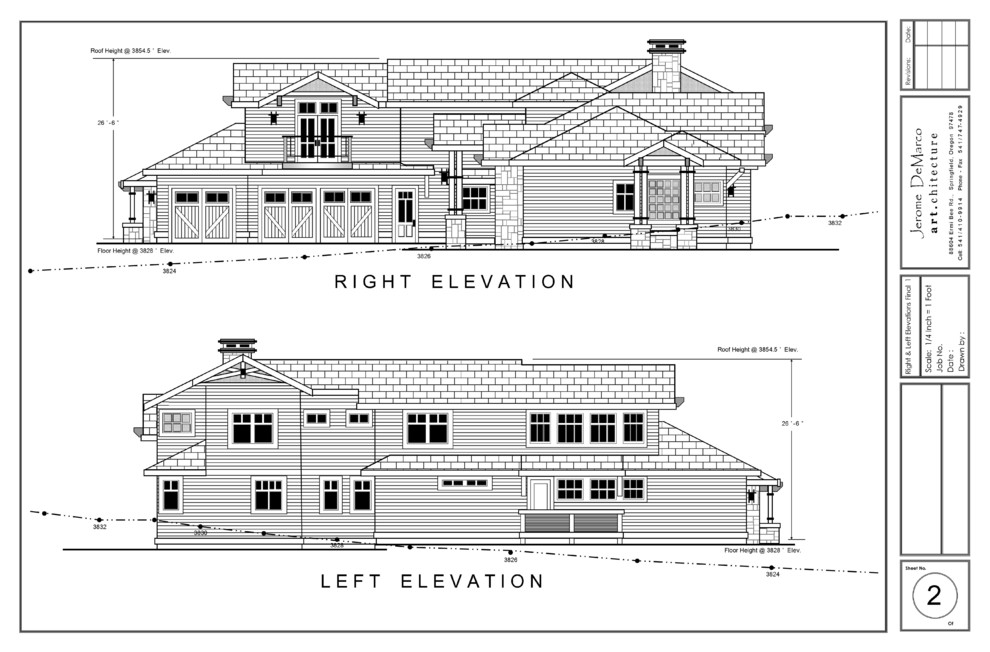 Roof Height @ 3854.5 ' Elev.
26 '-6 "
Floor Height @ 3828 ' Elev.
3824
3826
3828
3830
3832
RIGHT ELEVATION
Roof Height @ 3854.5 ' Elev.
26 '-6 "
3832
3830
3828
3826
3824
Floor Height @ 3828 ' Elev.
LEFT ELEVATION
Revisions: Date:
Jerome DeMarco
art.chitecture
88604 Ermi Bee Rd., Springfield, Oregon 97478
Cell 541/410-9914 Phone - Fax 541/747-4929
Right & Left Elevations Final 1
Scale: 1/4 Inch = 1 Foot
Job No.
Date :
Drawn by :
Sheet No.
2
Of